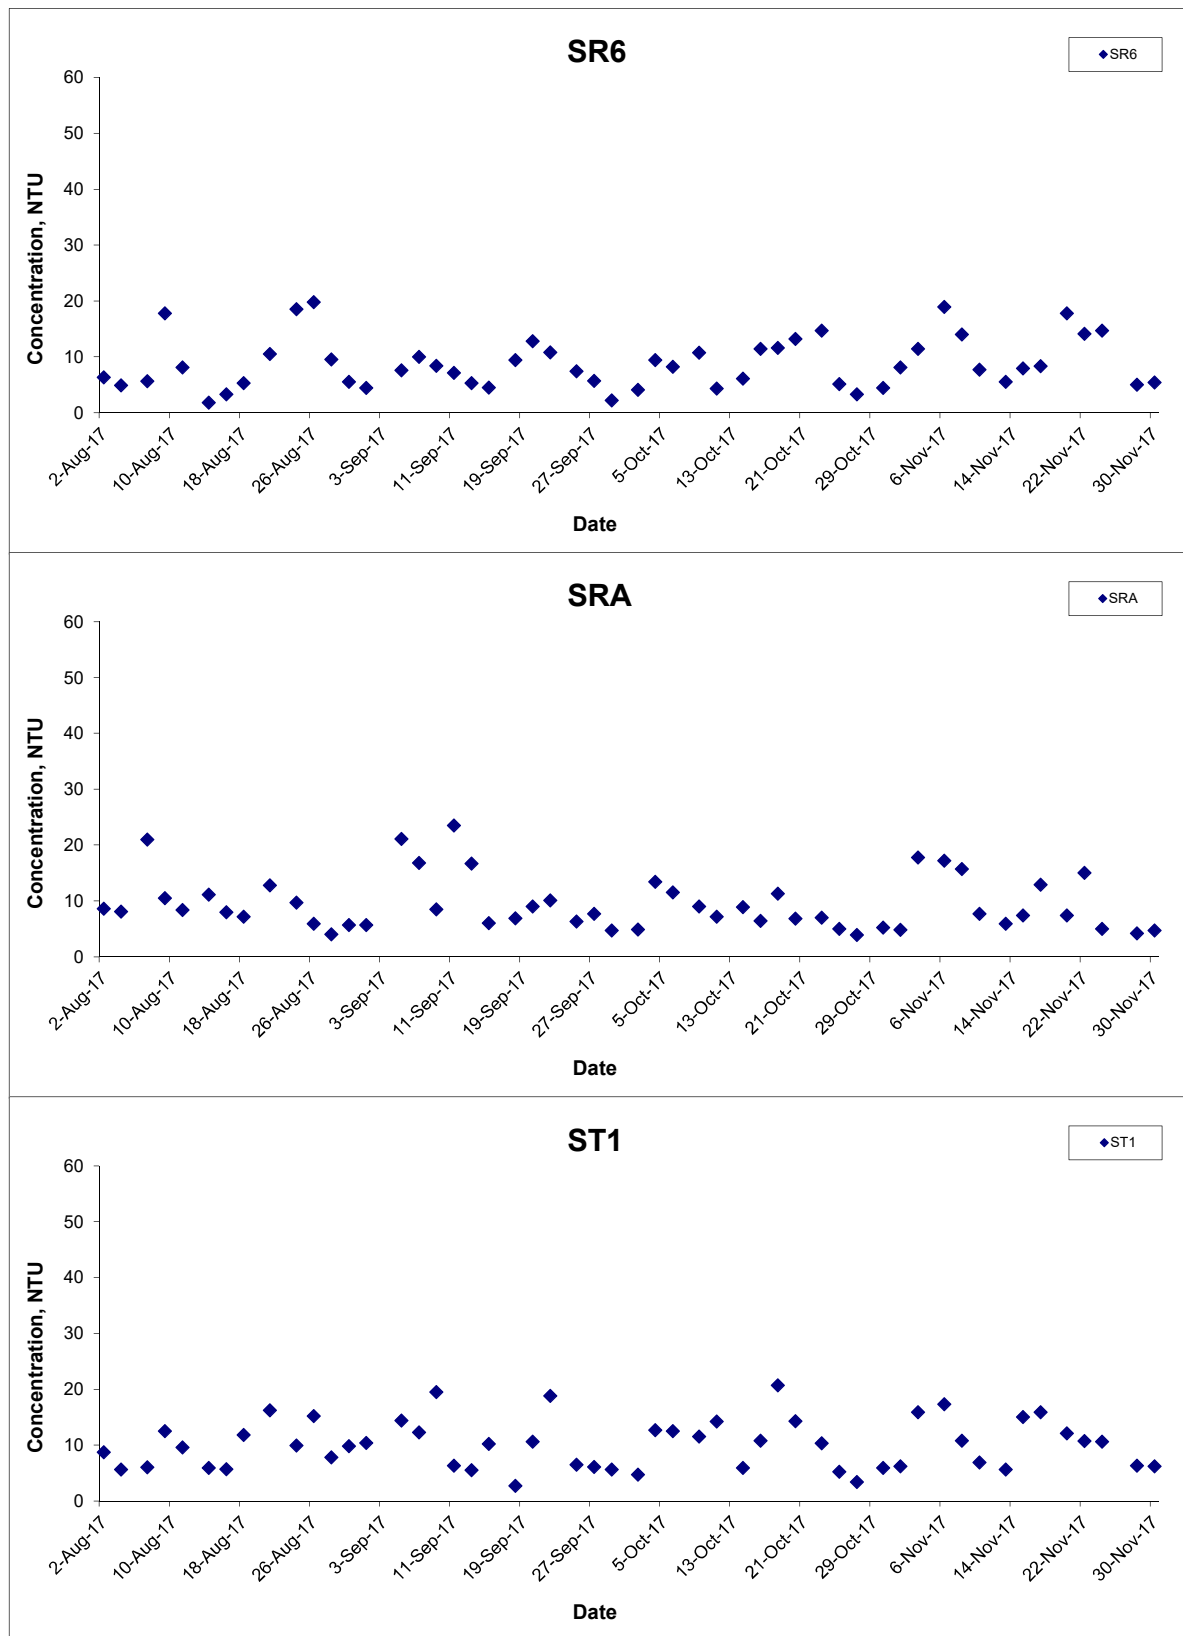 SR6
SR6
60
50
40
30
20
10
0
Concentration, NTU
2-Aug-17
10-Aug-17
18-Aug-17
26-Aug-17
3-Sep-17
11-Sep-17
19-Sep-17
27-Sep-17
5-Oct-17
13-Oct-17
21-Oct-17
29-Oct-17
6-Nov-17
14-Nov-17
22-Nov-17
30-Nov-17
Date
SRA
SRA
60
50
40
30
20
10
0
Concentration, NTU
2-Aug-17
10-Aug-17
18-Aug-17
26-Aug-17
3-Sep-17
11-Sep-17
19-Sep-17
27-Sep-17
5-Oct-17
13-Oct-17
21-Oct-17
29-Oct-17
6-Nov-17
14-Nov-17
22-Nov-17
30-Nov-17
Date
ST1
ST1
60
50
40
30
20
10
0
Concentration, NTU
2-Aug-17
10-Aug-17
18-Aug-17
26-Aug-17
3-Sep-17
11-Sep-17
19-Sep-17
27-Sep-17
5-Oct-17
13-Oct-17
21-Oct-17
29-Oct-17
6-Nov-17
14-Nov-17
22-Nov-17
30-Nov-17
Date